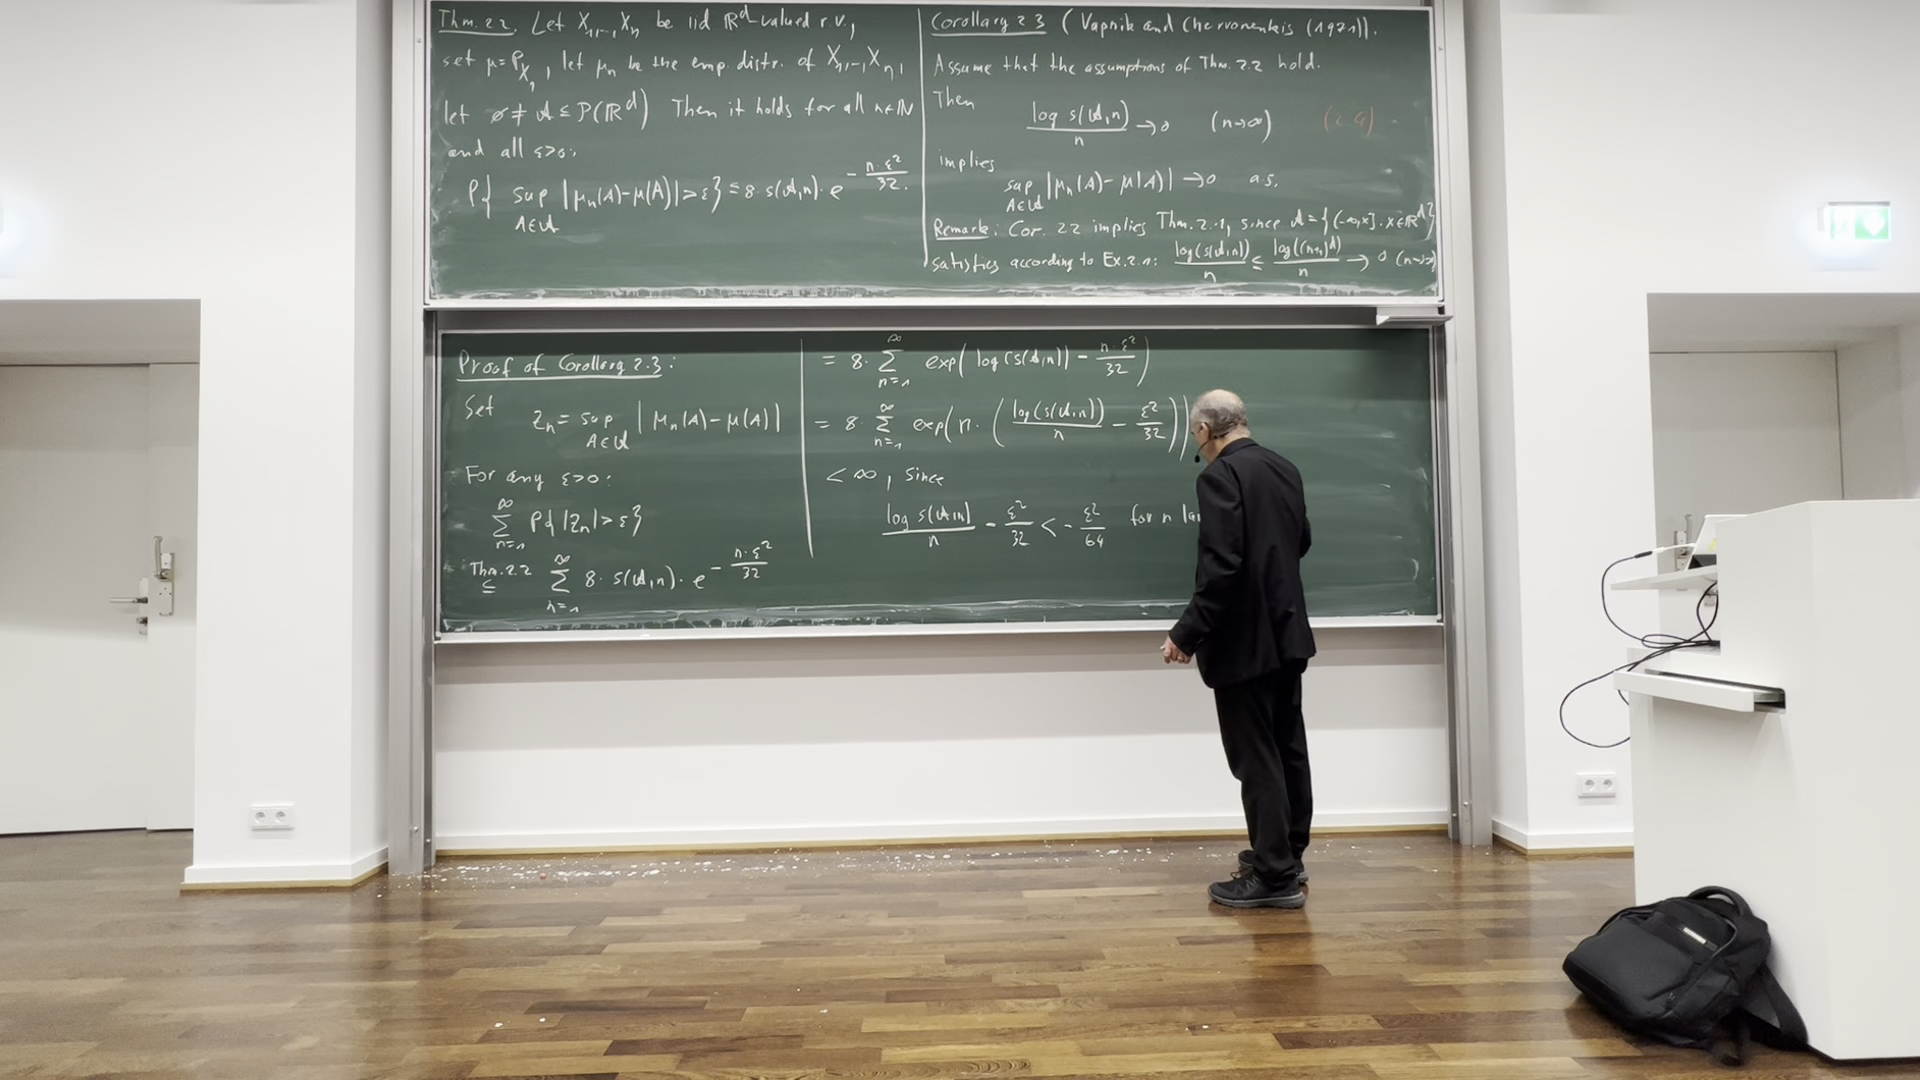 Thm. 2.2. Let X_1,...,X_n be iid ℝ^d-valued r.v.,
set μ = P_{X_1}, let μ_n be the emp. distr. of X_1,...,X_n,
let ∅ ≠ 𝒜 ⊆ P(ℝ^d) Then it holds for all n∈ℕ
and all ε>0:
P{ sup_{A∈𝒜} |μ_n(A)-μ(A)| > ε} ≤ 8· s(𝒜,n)· e^{- n·ε²/32}.
Corollary 2.3 (Vapnik and Chervonenkis (1971)).
Assume that the assumptions of Thm. 2.2 hold.
Then
log s(𝒜,n) / n → 0 (n→∞) (2.4)
implies
sup_{A∈𝒜} |μ_n(A)-μ(A)| → 0 a.s.
Remark: Cor. 2.2 implies Thm. 2.1, since 𝒜 = {(-∞,x] : x∈ℝ^d}
satisfies according to Ex. 2.1: log(s(𝒜,n)) / n ≤ log((n+1)^d) / n → 0 (n→∞)
Proof of Corollary 2.3:
Set
Z_n = sup_{A∈𝒜} | μ_n(A) - μ(A) |
For any ε>0:
∑_{n=1}^∞ P{ |Z_n| > ε}
Thm. 2.2 ≤ ∑_{n=1}^∞ 8· s(𝒜,n)· e^{- n·ε²/32}
= 8· ∑_{n=1}^∞ exp( log(s(𝒜,n)) - n·ε²/32 )
= 8· ∑_{n=1}^∞ exp( n· ( log(s(𝒜,n)) / n - ε²/32 ))
< ∞, since
log s(𝒜,n) / n - ε²/32 < - ε²/64 for n